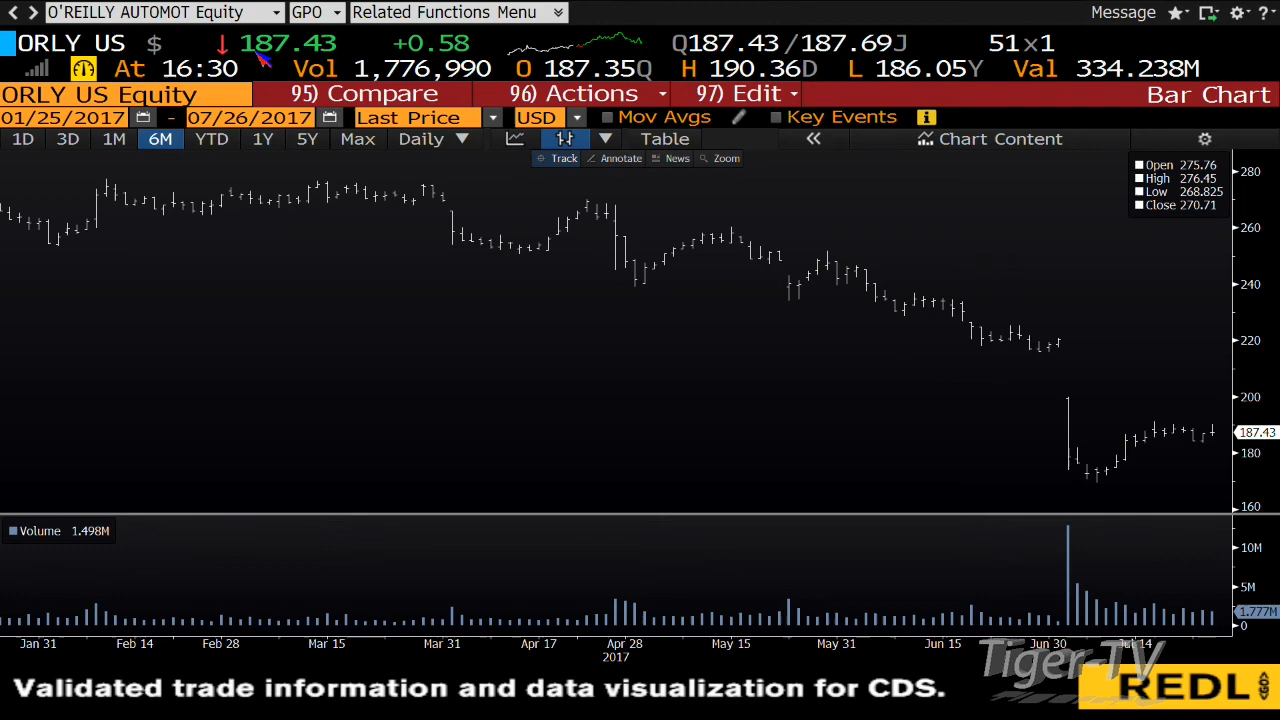 O'REILLY AUTOMOT Equity GPO Related Functions Menu Message
ORLY US $ ↓ 187.43 +0.58 Q187.43 / 187.69J 51 x 1
At 16:30 Vol 1,776,990 O 187.35Q H 190.36D L 186.05Y Val 334.238M
ORLY US Equity 95) Compare 96) Actions 97) Edit Bar Chart
01/25/2017 - 07/26/2017 Last Price USD Mov Avgs Key Events
1D 3D 1M 6M YTD 1Y 5Y Max Daily ▼ Table « Chart Content
Track Annotate News Zoom
Open 275.76
High 276.45
Low 268.825
Close 270.71
280
260
240
220
200
187.43
180
160
Volume 1.498M
10M
5M
1.777M
0
Jan 31 Feb 14 Feb 28 Mar 15 Mar 31 Apr 17 Apr 28 May 15 May 31 Jun 15 Jun 30 Jul 14
2017
Tiger-TV
Validated trade information and data visualization for CDS. REDL GO